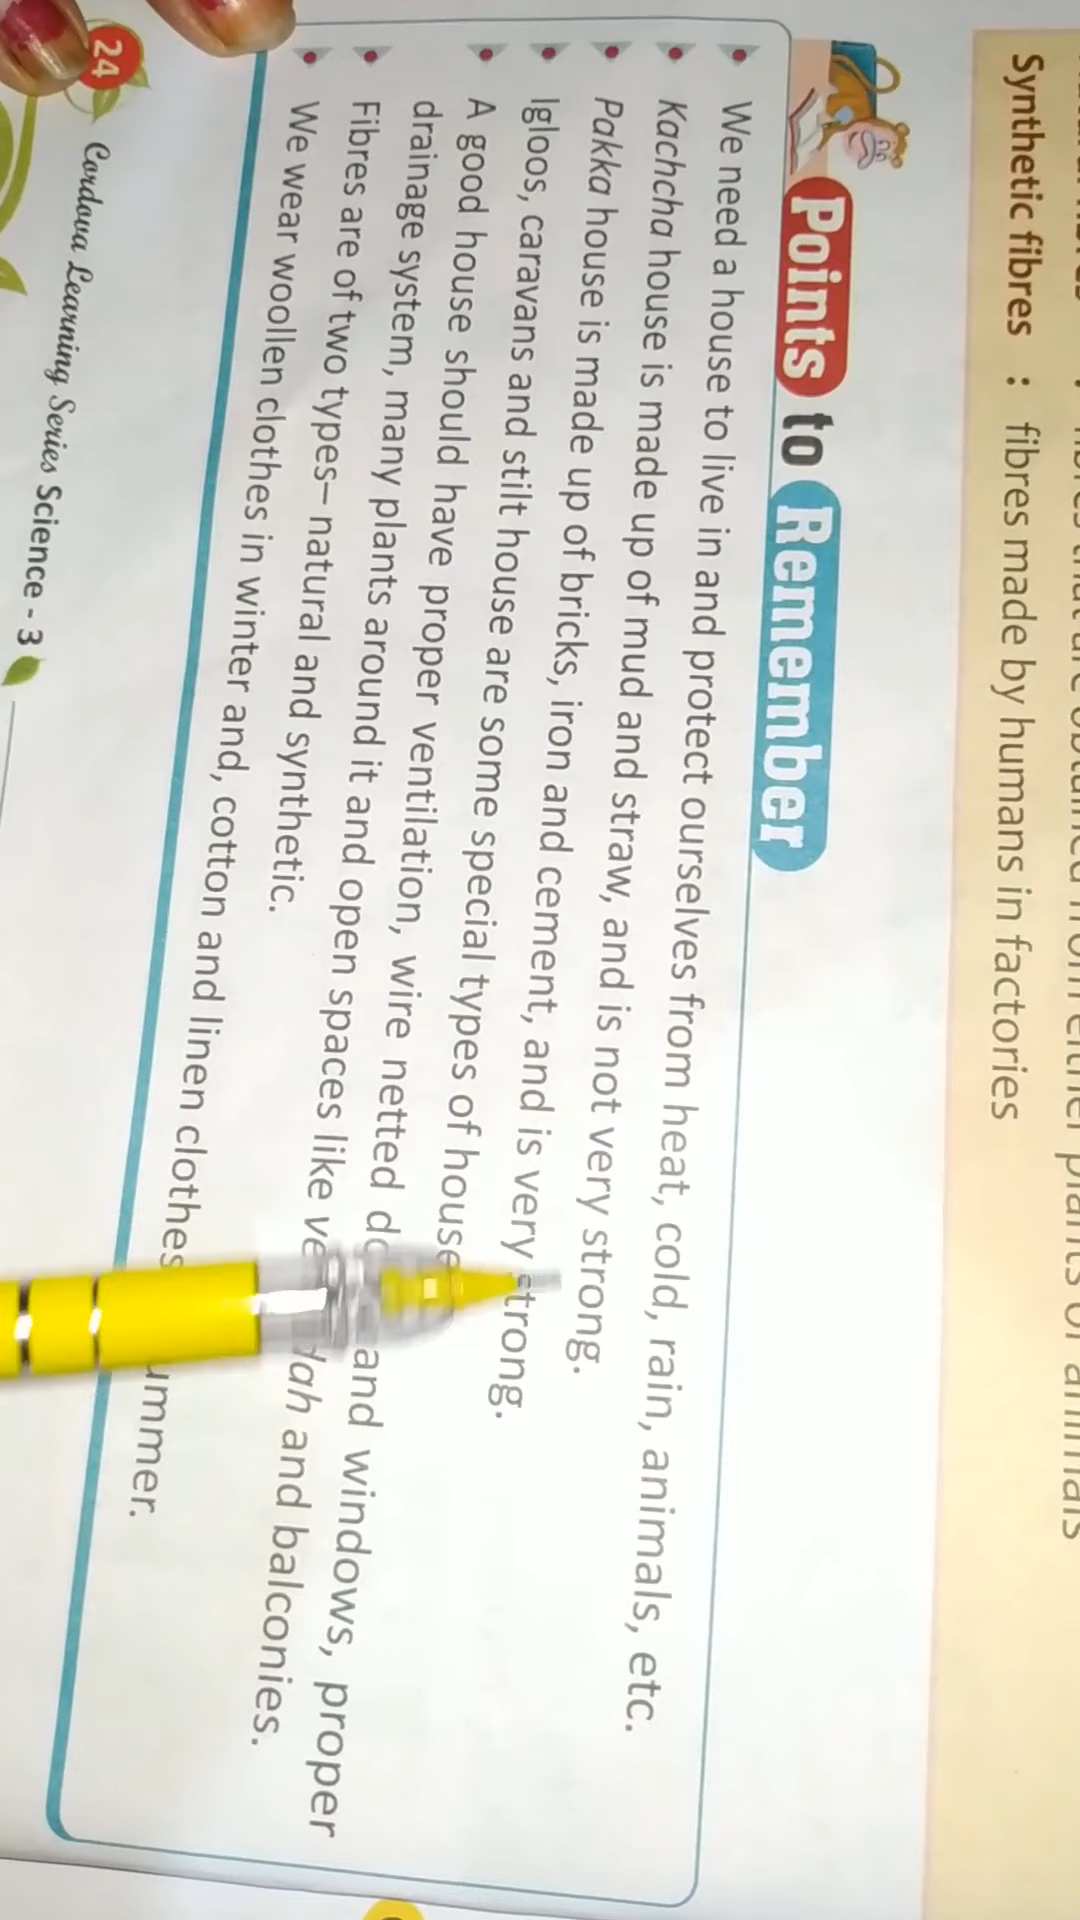 Synthetic fibres : fibres made by humans in factories
Points to Remember
We need a house to live in and protect ourselves from heat, cold, rain, animals, etc.
Kachcha house is made up of mud and straw, and is not very strong.
Pakka house is made up of bricks, iron and cement, and is very strong.
Igloos, caravans and stilt house are some special types of house
A good house should have proper ventilation, wire netted and windows, proper
drainage system, many plants around it and open spaces like and balconies.
Fibres are of two types– natural and synthetic.
We wear woollen clothes in winter and, cotton and linen clothes
24 Cordova Learning Series Science - 3